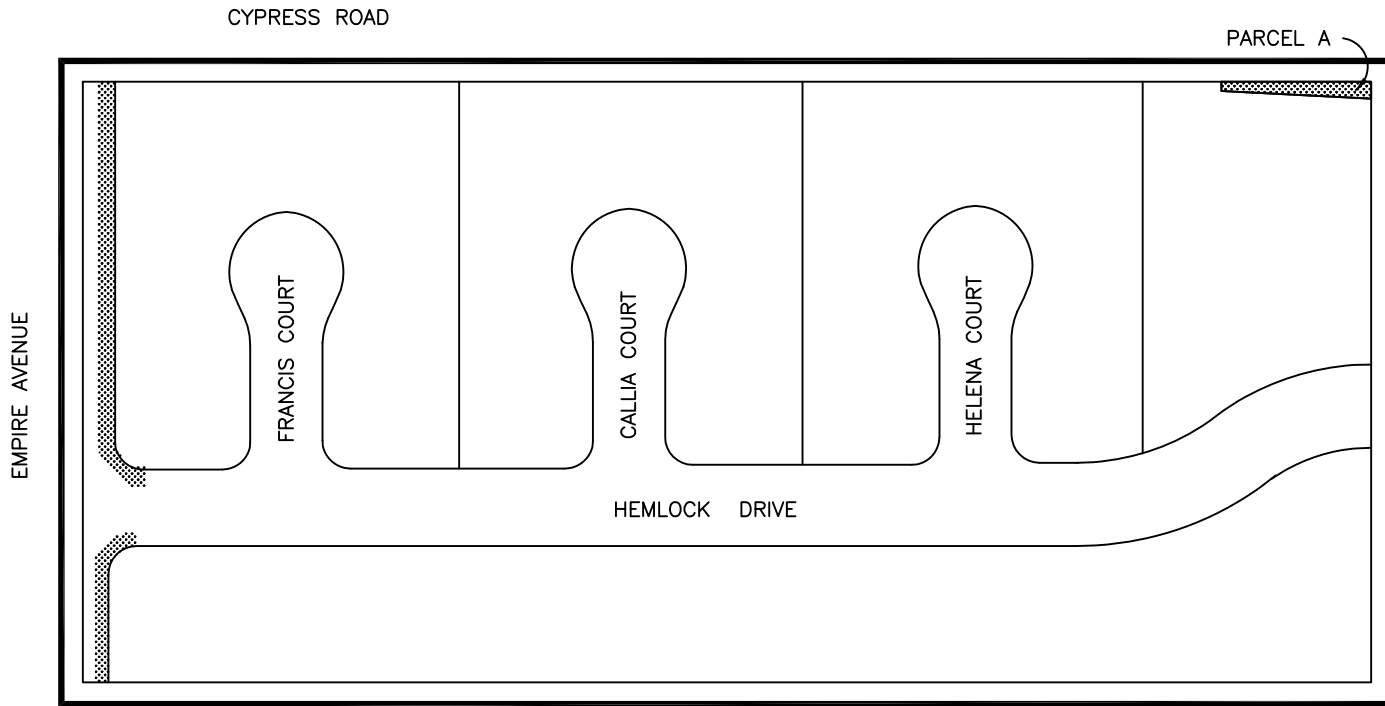 CYPRESS ROAD
PARCEL A
EMPIRE AVENUE
FRANCIS COURT
CALLIA COURT
HELENA COURT
HEMLOCK DRIVE